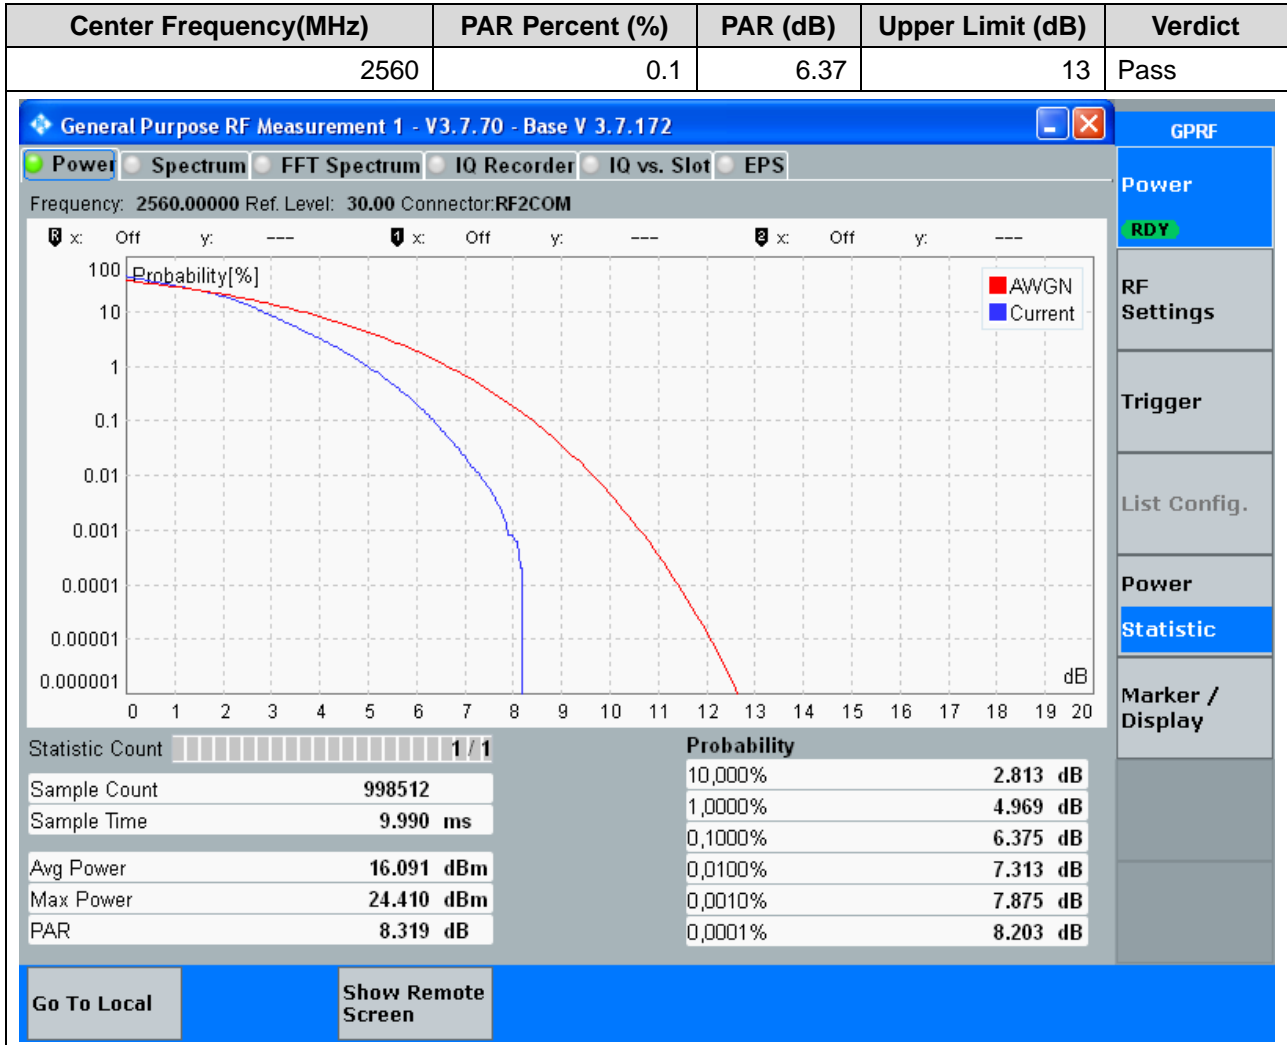 Center Frequency(MHz) PAR Percent (%) PAR (dB) Upper Limit (dB) Verdict
2560 0.1 6.37 13 Pass
General Purpose RF Measurement 1 - V3.7.70 - Base V 3.7.172
GPRF
Power Spectrum FFT Spectrum IQ Recorder IQ vs. Slot EPS
Frequency: 2560.00000 Ref. Level: 30.00 Connector:RF2COM
R x: Off y: --- 1 x: Off y: --- 2 x: Off y: ---
Probability[%]
100
10
1
0.1
0.01
0.001
0.0001
0.00001
0.000001
AWGN
Current
dB
0 1 2 3 4 5 6 7 8 9 10 11 12 13 14 15 16 17 18 19 20
Statistic Count 1 / 1
Sample Count 998512
Sample Time 9.990 ms
Avg Power 16.091 dBm
Max Power 24.410 dBm
PAR 8.319 dB
Probability
10,000% 2.813 dB
1,0000% 4.969 dB
0,1000% 6.375 dB
0,0100% 7.313 dB
0,0010% 7.875 dB
0,0001% 8.203 dB
Power
RDY
RF
Settings
Trigger
List Config.
Power
Statistic
Marker /
Display
Go To Local
Show Remote
Screen